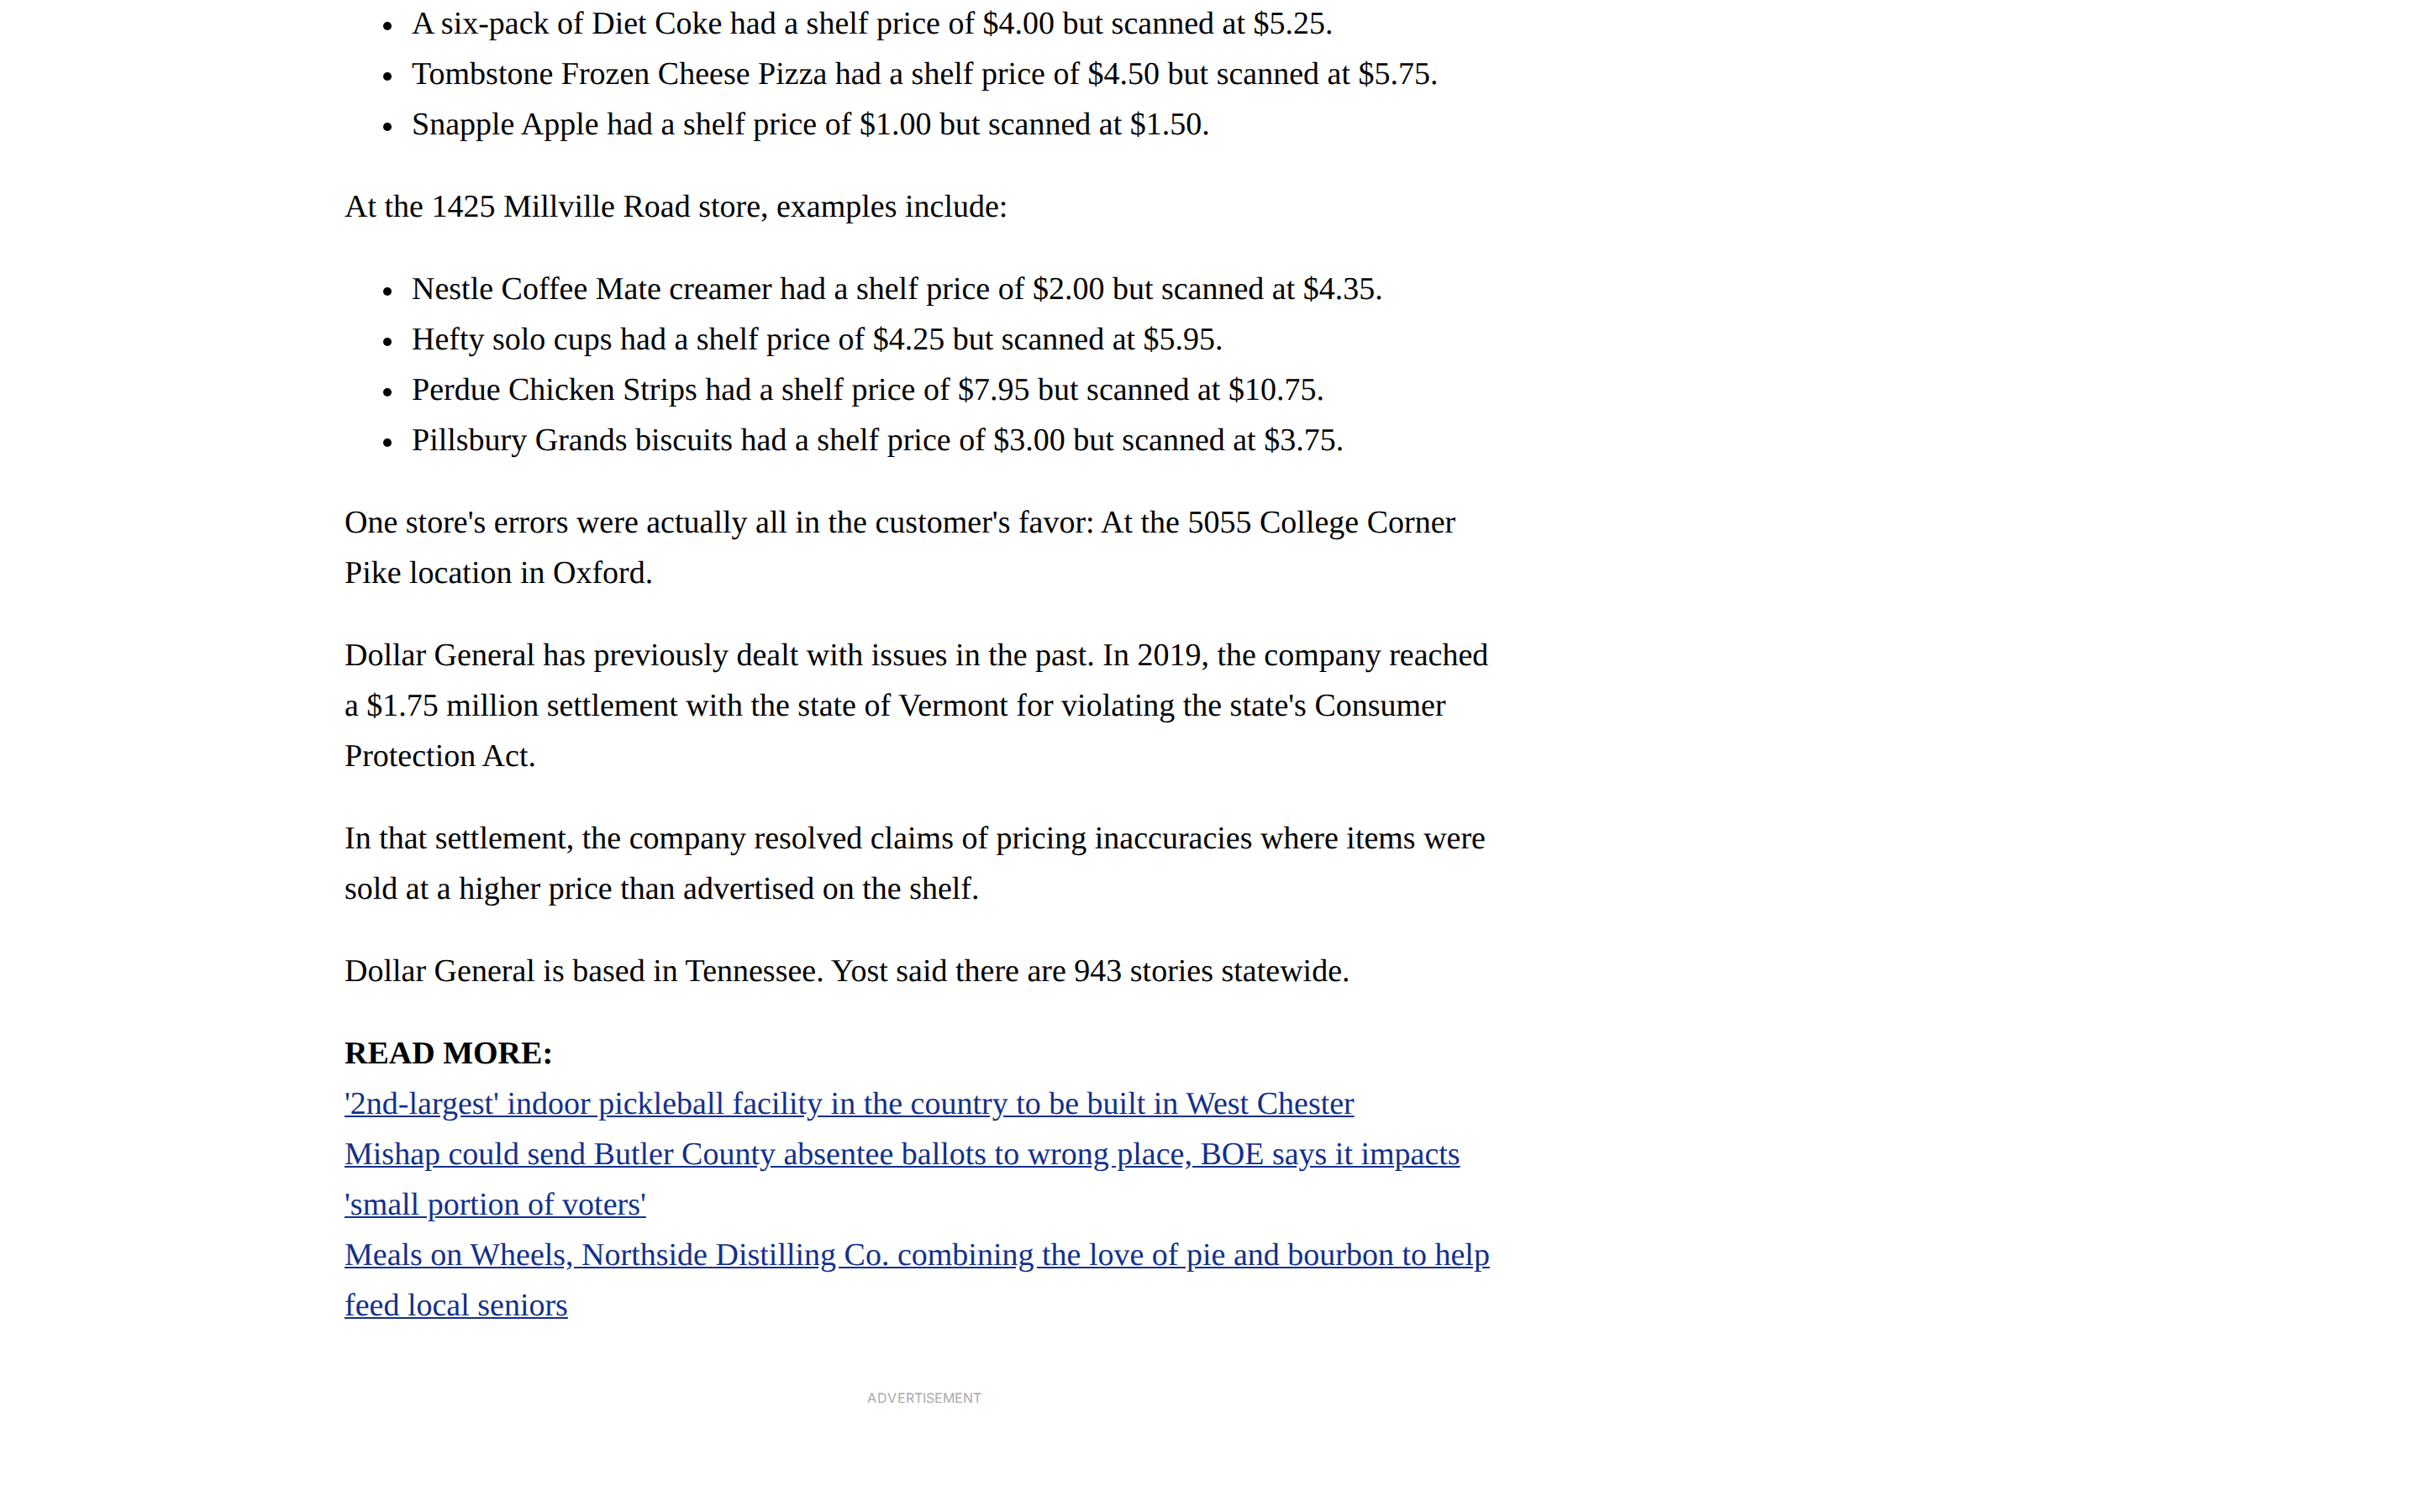 A six-pack of Diet Coke had a shelf price of $4.00 but scanned at $5.25.
Tombstone Frozen Cheese Pizza had a shelf price of $4.50 but scanned at $5.75.
Snapple Apple had a shelf price of $1.00 but scanned at $1.50.
At the 1425 Millville Road store, examples include:
Nestle Coffee Mate creamer had a shelf price of $2.00 but scanned at $4.35.
Hefty solo cups had a shelf price of $4.25 but scanned at $5.95.
Perdue Chicken Strips had a shelf price of $7.95 but scanned at $10.75.
Pillsbury Grands biscuits had a shelf price of $3.00 but scanned at $3.75.
One store's errors were actually all in the customer's favor: At the 5055 College Corner
Pike location in Oxford.
Dollar General has previously dealt with issues in the past. In 2019, the company reached
a $1.75 million settlement with the state of Vermont for violating the state's Consumer
Protection Act.
In that settlement, the company resolved claims of pricing inaccuracies where items were
sold at a higher price than advertised on the shelf.
Dollar General is based in Tennessee. Yost said there are 943 stories statewide.
READ MORE:
'2nd-largest' indoor pickleball facility in the country to be built in West Chester
Mishap could send Butler County absentee ballots to wrong place, BOE says it impacts
'small portion of voters'
Meals on Wheels, Northside Distilling Co. combining the love of pie and bourbon to help
feed local seniors
ADVERTISEMENT